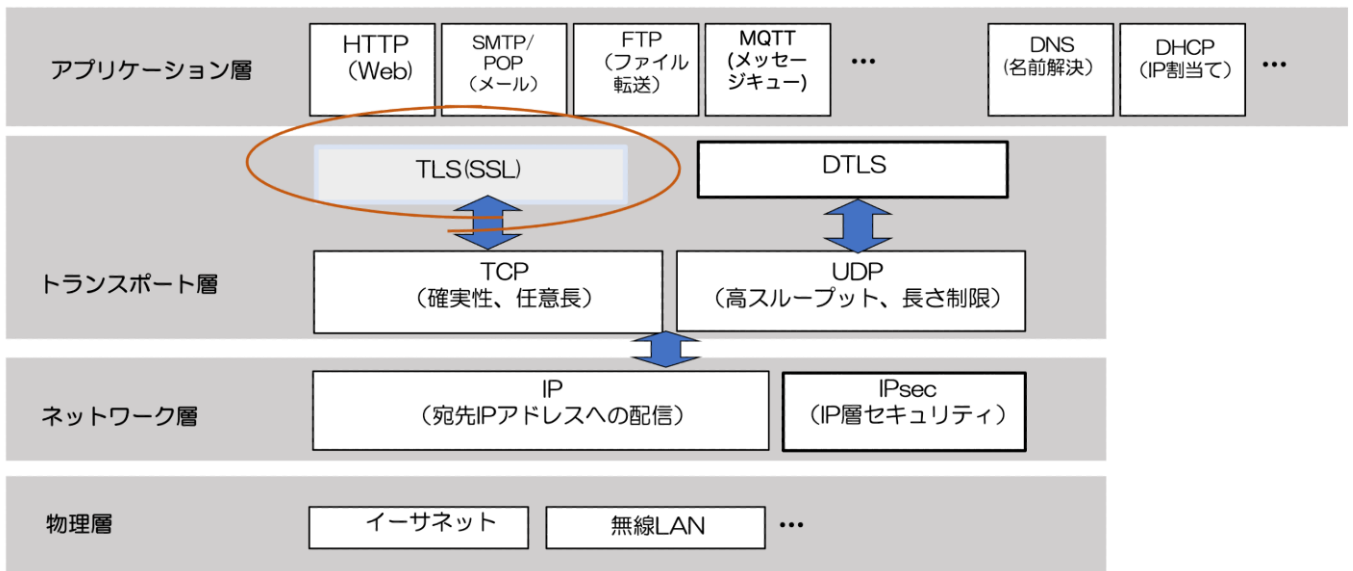 アプリケーション層
HTTP
（Web）
SMTP/
POP
（メール）
FTP
（ファイル
転送）
MQTT
(メッセー
ジキュー)
…
DNS
(名前解決）
DHCP
（IP割当て）
…
TLS(SSL)
DTLS
トランスポート層
TCP
（確実性、任意長）
UDP
（高スループット、長さ制限）
ネットワーク層
IP
（宛先IPアドレスへの配信）
IPsec
（IP層セキュリティ）
物理層
イーサネット
無線LAN
…